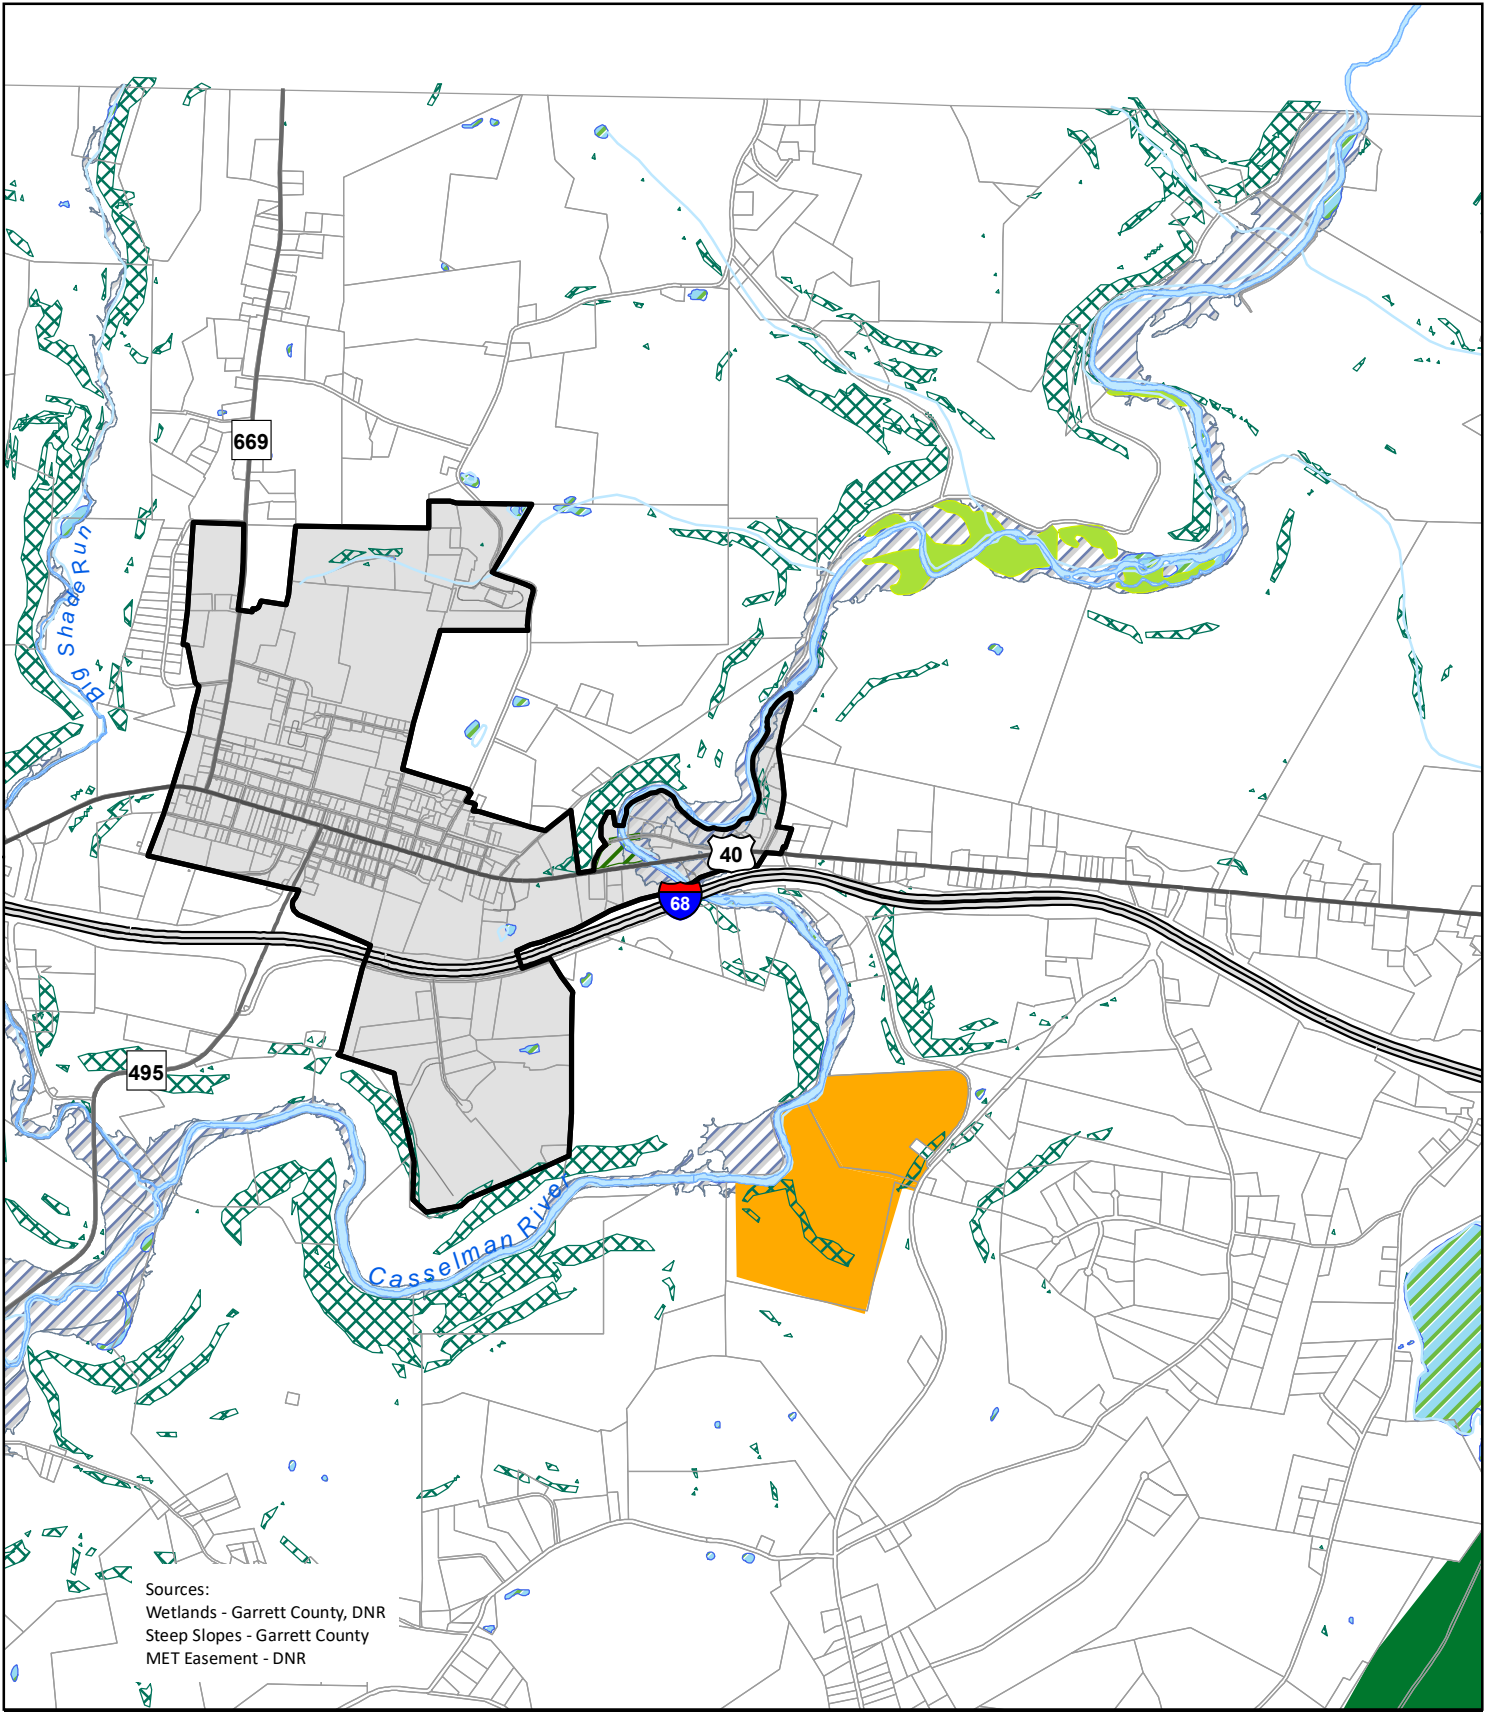 669
Big Shade Run
40
68
495
Casselman River
Sources:
Wetlands - Garrett County, DNR
Steep Slopes - Garrett County
MET Easement - DNR